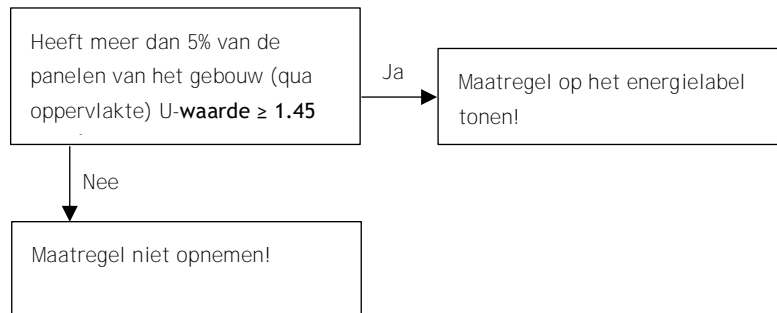 Heeft meer dan 5% van de
panelen van het gebouw (qua
oppervlakte) U-waarde ≥ 1.45
Ja
Maatregel op het energielabel
tonen!
Nee
Maatregel niet opnemen!